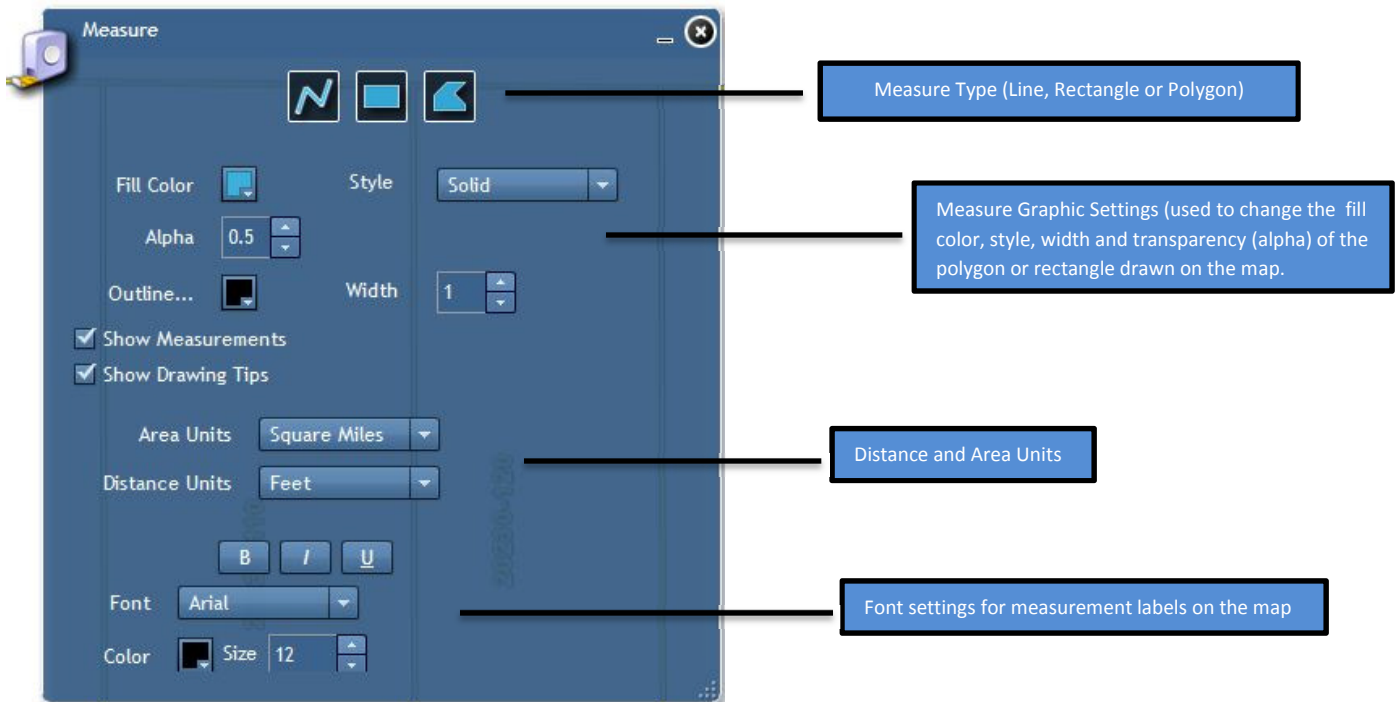 Measure
Measure Type (Line, Rectangle or Polygon)
Fill Color Style Solid
Alpha 0.5
Measure Graphic Settings (used to change the fill
color, style, width and transparency (alpha) of the
polygon or rectangle drawn on the map.
Outline... Width 1
Show Measurements
Show Drawing Tips
Area Units Square Miles
Distance Units Feet
Distance and Area Units
B I U
Font Arial
Font settings for measurement labels on the map
Color Size 12